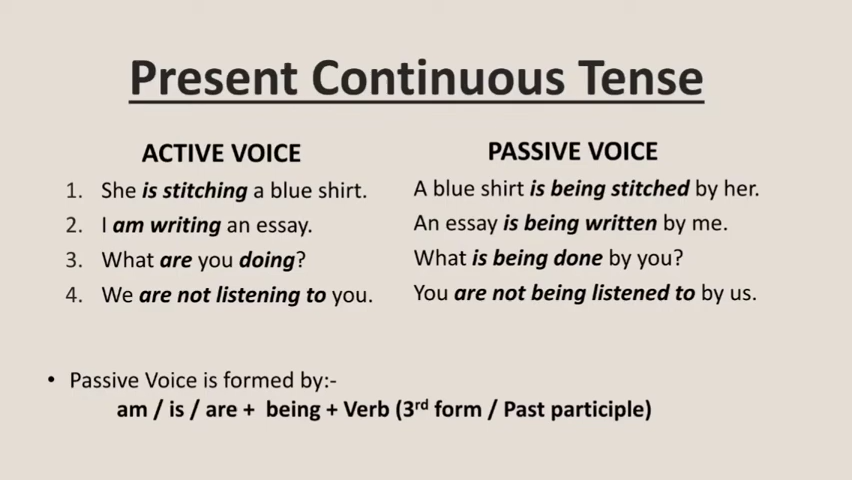 Present Continuous Tense
ACTIVE VOICE
1. She is stitching a blue shirt.
2. I am writing an essay.
3. What are you doing?
4. We are not listening to you.
PASSIVE VOICE
A blue shirt is being stitched by her.
An essay is being written by me.
What is being done by you?
You are not being listened to by us.
• Passive Voice is formed by:-
am / is / are + being + Verb (3rd form / Past participle)